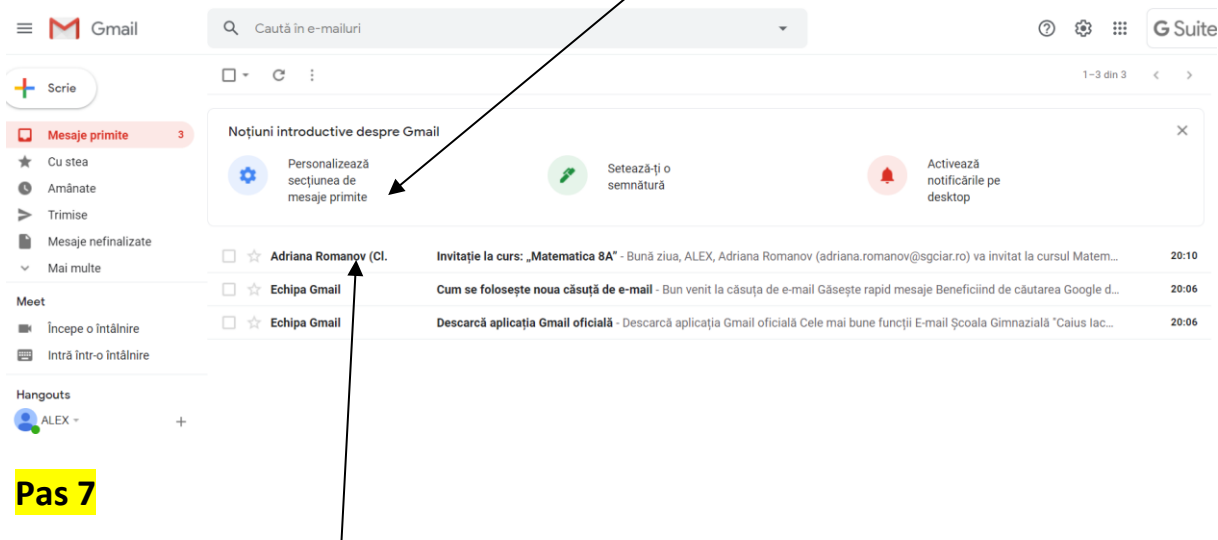 Gmail
Caută în e-mailuri
G Suite
Scrie
1–3 din 3
Mesaje primite 3
Cu stea
Amânate
Trimise
Mesaje nefinalizate
Mai multe
Meet
Începe o întâlnire
Intră într-o întâlnire
Hangouts
ALEX
Noțiuni introductive despre Gmail
Personalizează
secțiunea de
mesaje primite
Setează-ți o
semnătură
Activează
notificările pe
desktop
Adriana Romanov (Cl. Invitație la curs: „Matematica 8A” - Bună ziua, ALEX, Adriana Romanov (adriana.romanov@sgciar.ro) va invitat la cursul Matem... 20:10
Echipa Gmail Cum se folosește noua căsuță de e-mail - Bun venit la căsuța de e-mail Găsește rapid mesaje Beneficiind de căutarea Google d... 20:06
Echipa Gmail Descarcă aplicația Gmail oficială - Descarcă aplicația Gmail oficială Cele mai bune funcții E-mail Școala Gimnazială "Caius Iac... 20:06
Pas 7